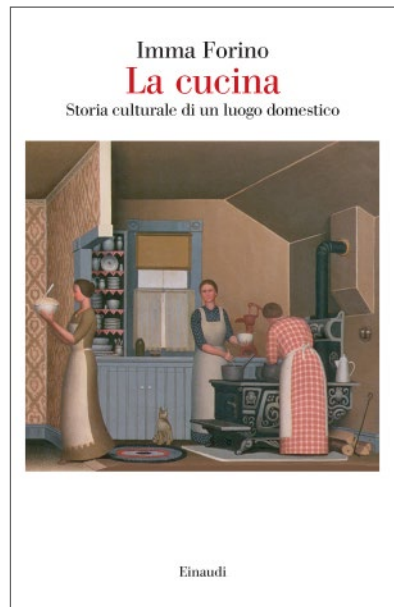 Imma Forino
La cucina
Storia culturale di un luogo domestico
Einaudi